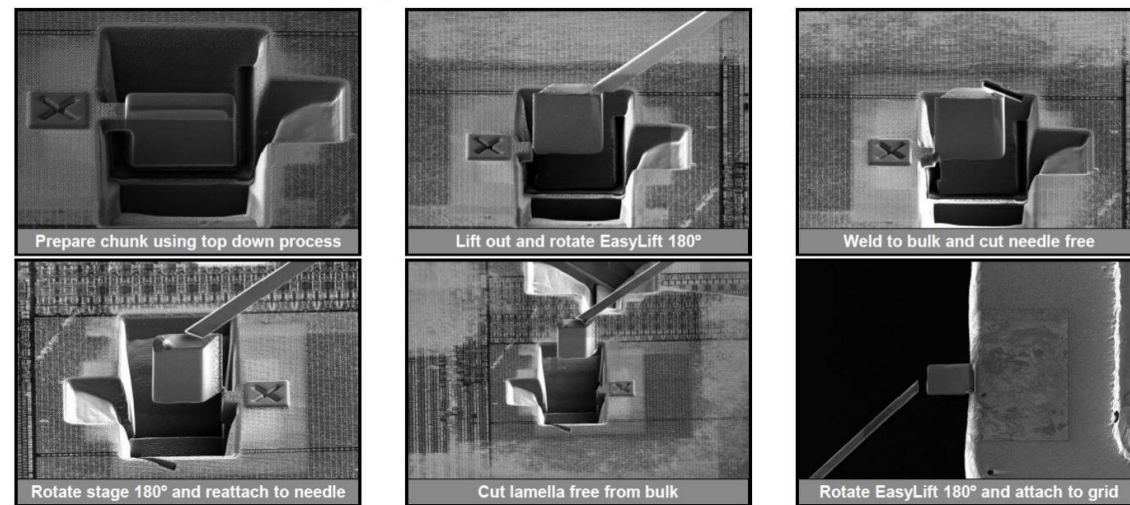 Prepare chunk using top down process
Lift out and rotate EasyLift 180º
Weld to bulk and cut needle free
Rotate stage 180º and reattach to needle
Cut lamella free from bulk
Rotate EasyLift 180º and attach to grid